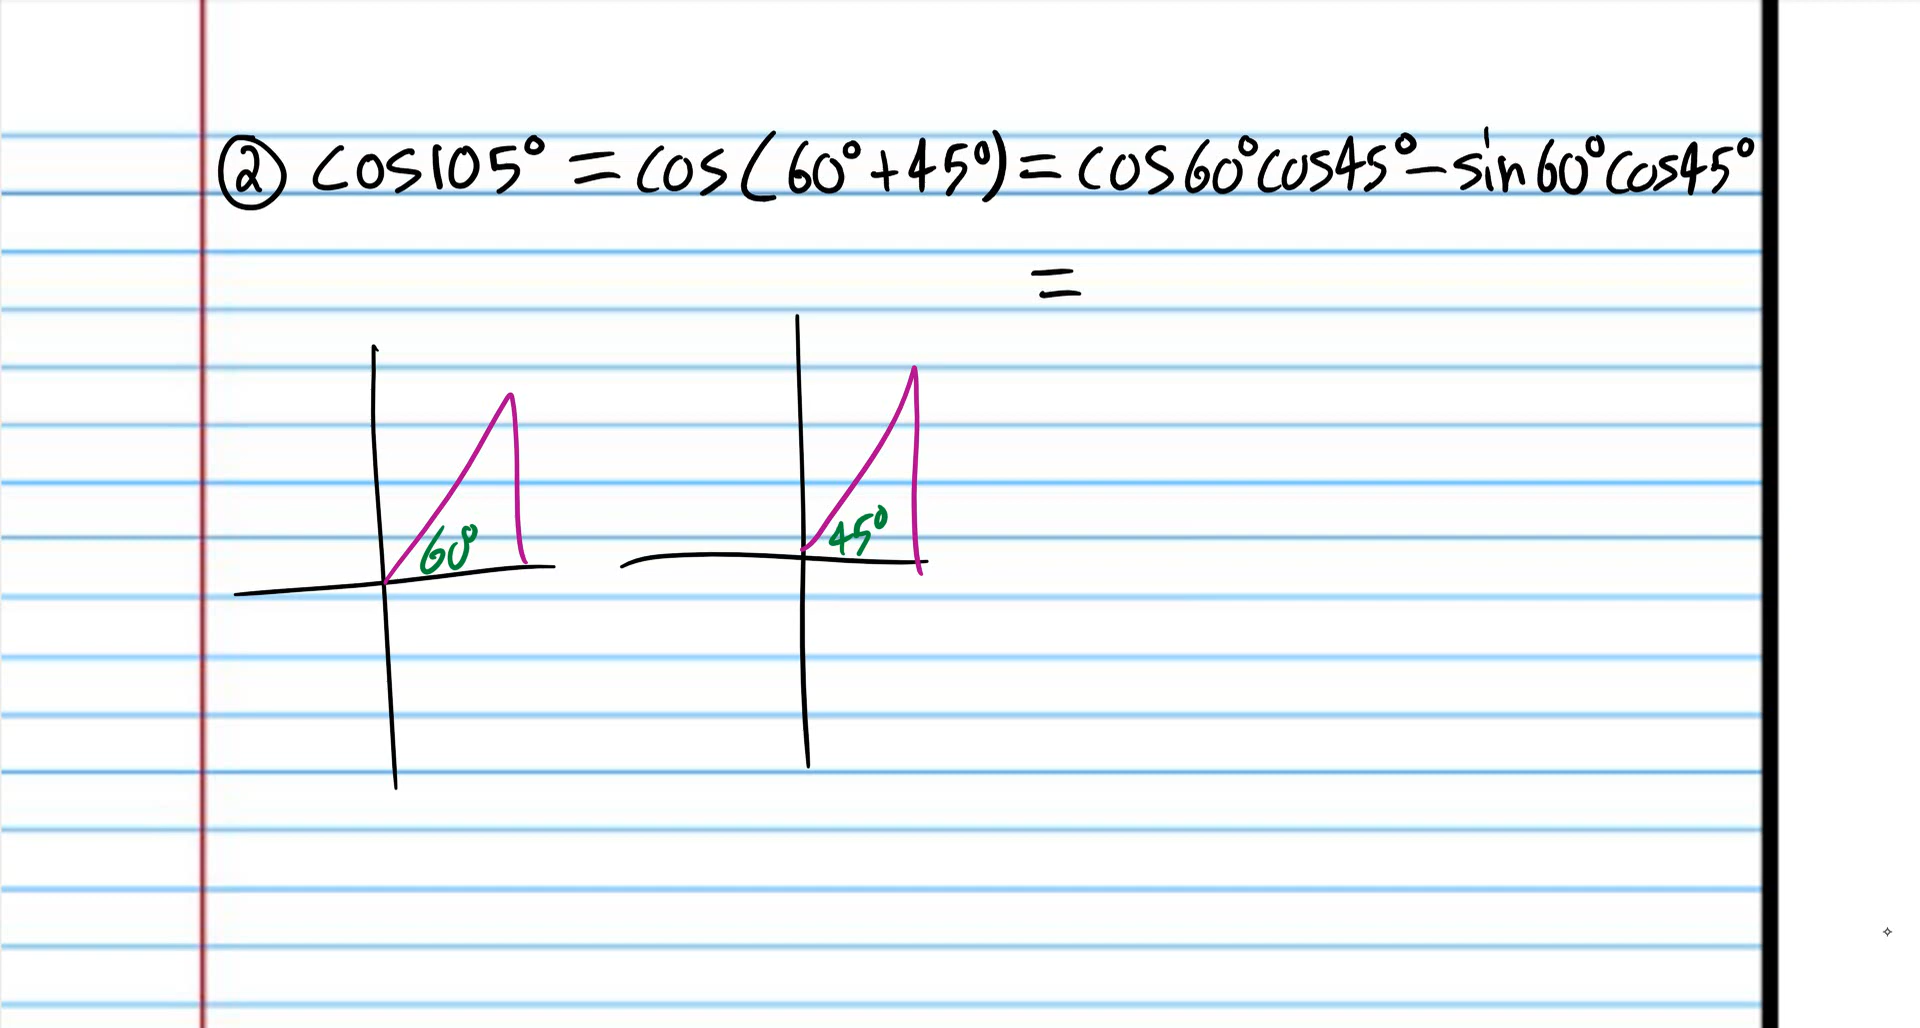 ② cos105° = cos(60°+45°) = cos60°cos45° - sin60°cos45°
=
60°
45°